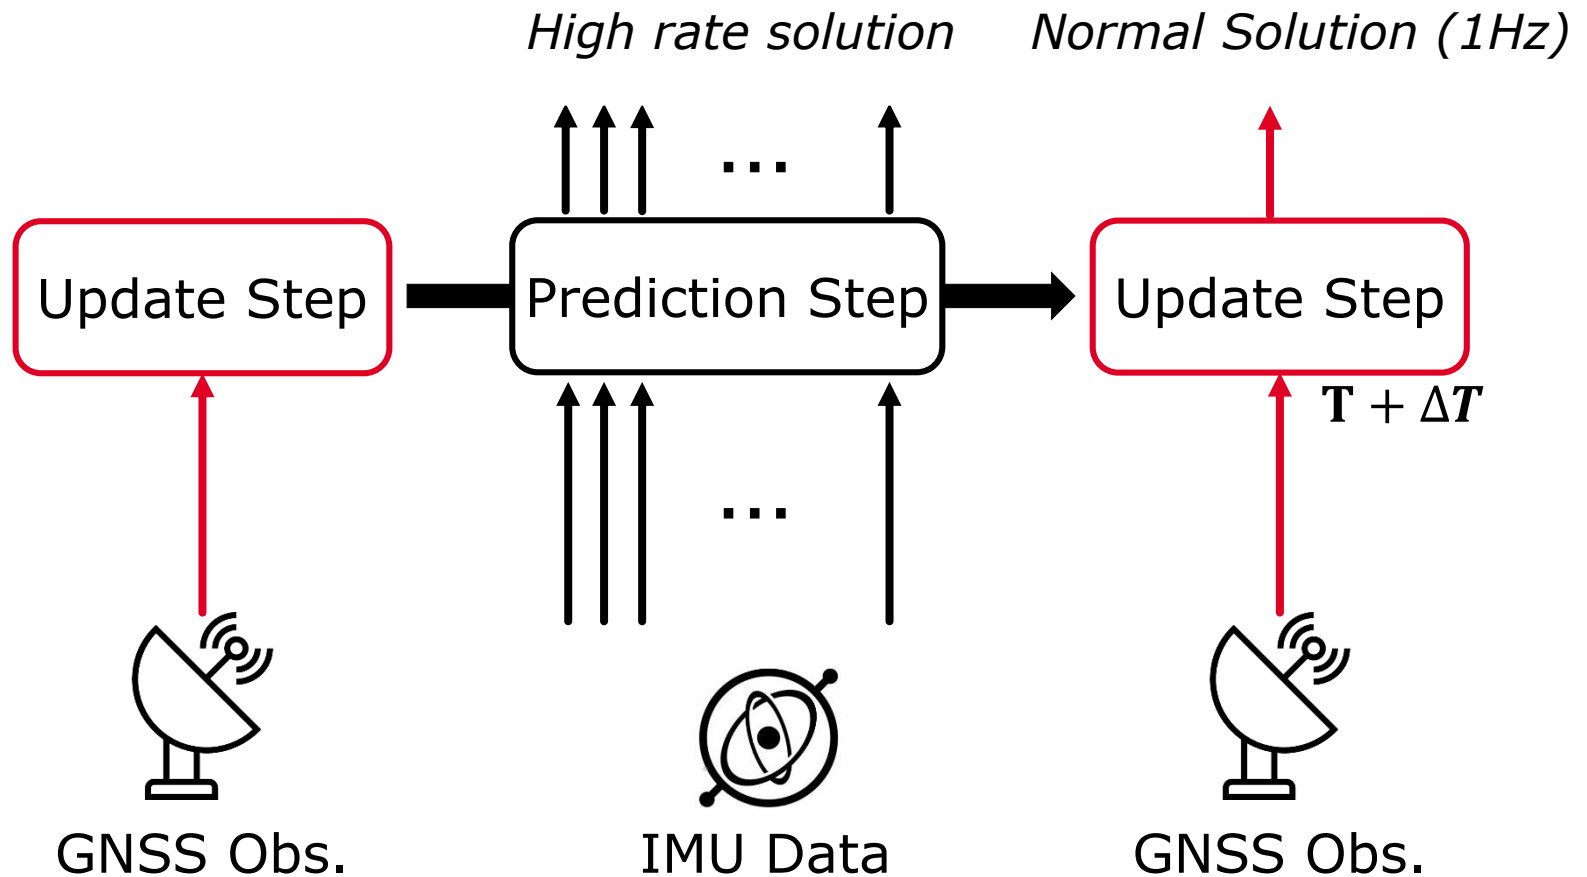 High rate solution
Normal Solution (1Hz)
...
Update Step
Prediction Step
Update Step
T + ΔT
...
GNSS Obs.
IMU Data
GNSS Obs.